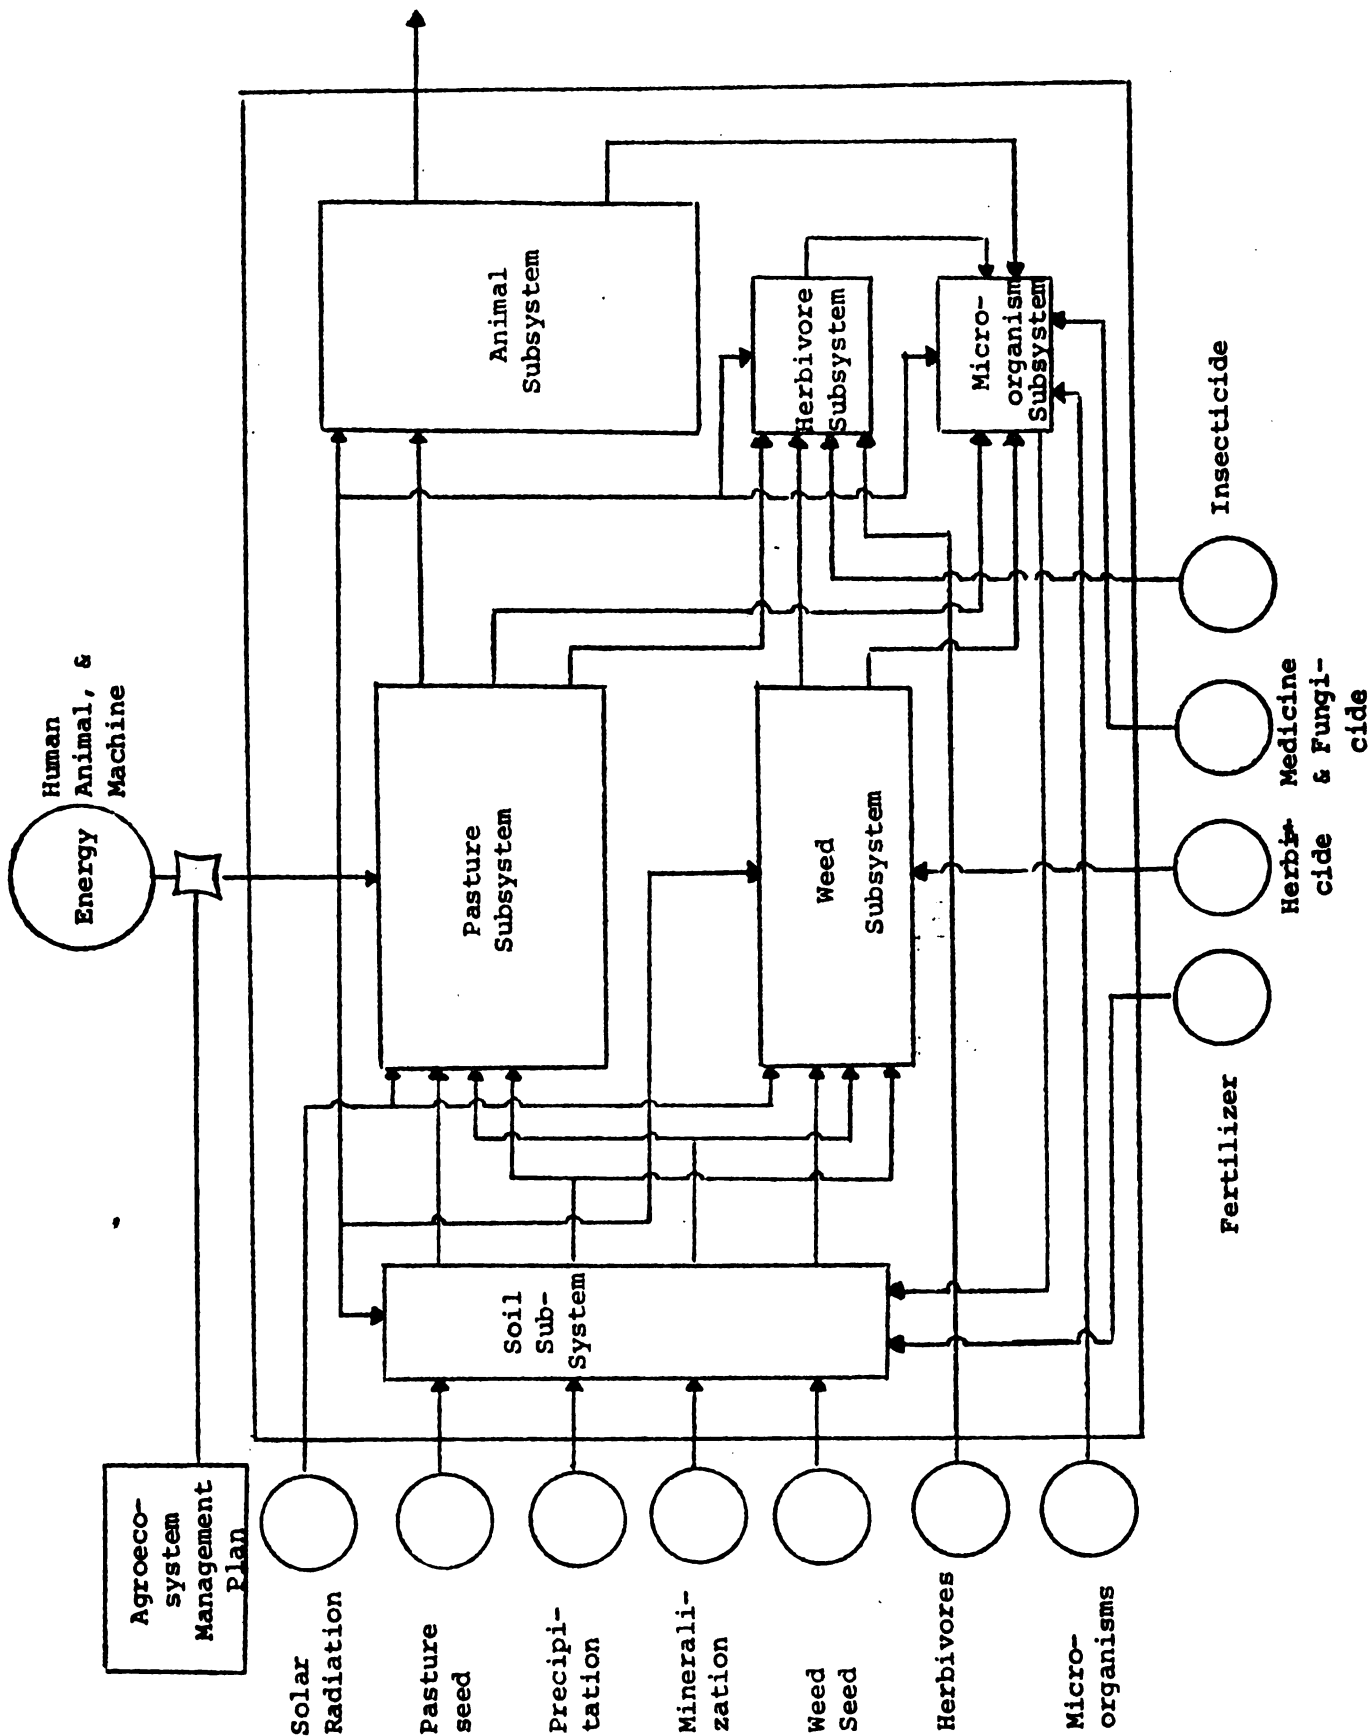 Human
Animal, &
Machine
Energy
Agroeco-
system
Management
Plan
Solar
Radiation
Pasture
seed
Precipi-
tation
Minerali-
zation
Weed
Seed
Herbivores
Micro-
organisms
Soil
Sub-
System
Pasture
Subsystem
Weed
Subsystem
Animal
Subsystem
Herbivore
Subsystem
Micro-
organism
Subsystem
Fertilizer
Herbi-
cide
Medicine
& Fungi-
cide
Insecticide